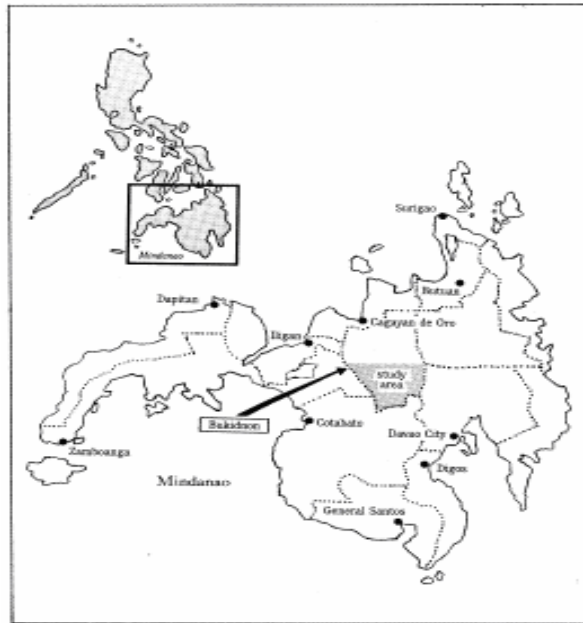 Mindanao
Surigao
Butuan
Dapitan
Cagayan de Oro
Iligan
study
area
Bukidnon
Cotabato
Davao City
Zamboanga
Digos
Mindanao
General Santos